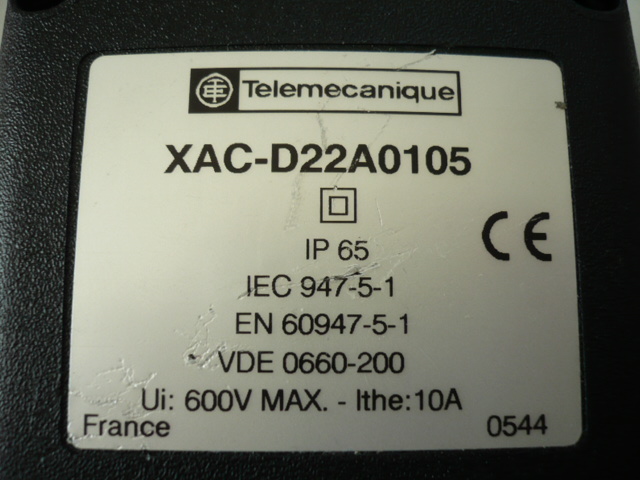 Telemecanique
XAC-D22A0105
IP 65
CE
IEC 947-5-1
EN 60947-5-1
VDE 0660-200
Ui: 600V MAX. - Ithe:10A
France 0544